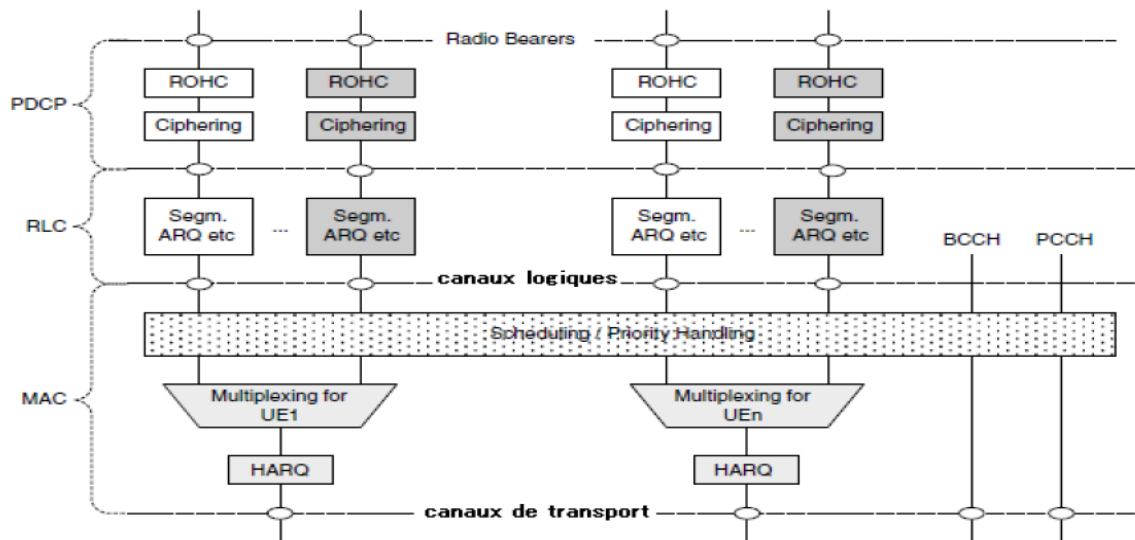 Radio Bearers
ROHC
ROHC
ROHC
ROHC
PDCP
Ciphering
Ciphering
Ciphering
Ciphering
RLC
Segm.
ARQ etc
...
Segm.
ARQ etc
Segm.
ARQ etc
...
Segm.
ARQ etc
BCCH
PCCH
canaux logiques
Scheduling / Priority Handling
MAC
Multiplexing for
UE1
Multiplexing for
UEn
HARQ
HARQ
canaux de transport